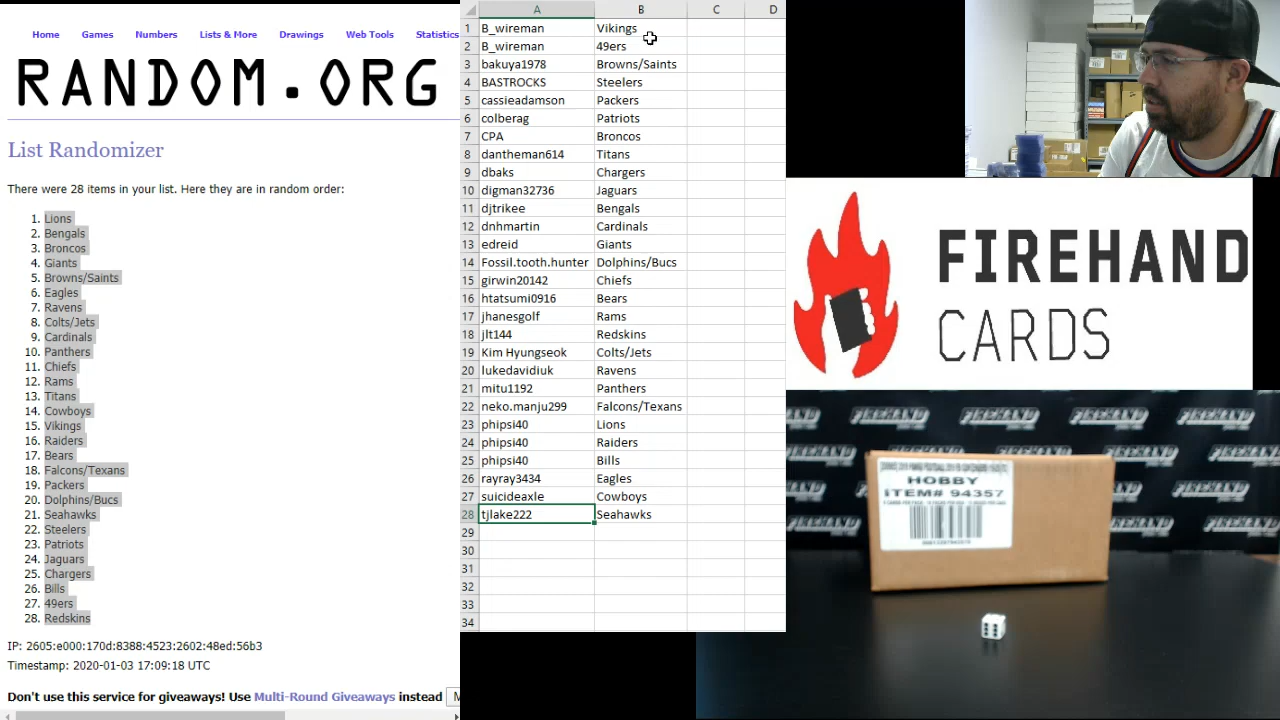 Home Games Numbers Lists & More Drawings Web Tools Statistics
RANDOM.ORG
List Randomizer
There were 28 items in your list. Here they are in random order:
1. Lions
2. Bengals
3. Broncos
4. Giants
5. Browns/Saints
6. Eagles
7. Ravens
8. Colts/Jets
9. Cardinals
10. Panthers
11. Chiefs
12. Rams
13. Titans
14. Cowboys
15. Vikings
16. Raiders
17. Bears
18. Falcons/Texans
19. Packers
20. Dolphins/Bucs
21. Seahawks
22. Steelers
23. Patriots
24. Jaguars
25. Chargers
26. Bills
27. 49ers
28. Redskins
IP: 2605:e000:170d:8388:4523:2602:48ed:56b3
Timestamp: 2020-01-03 17:09:18 UTC
Don't use this service for giveaways! Use Multi-Round Giveaways instead
A B C D
1 B_wireman Vikings
2 B_wireman 49ers
3 bakuya1978 Browns/Saints
4 BASTROCKS Steelers
5 cassieadamson Packers
6 colberag Patriots
7 CPA Broncos
8 dantheman614 Titans
9 dbaks Chargers
10 digman32736 Jaguars
11 djtrikee Bengals
12 dnhmartin Cardinals
13 edreid Giants
14 Fossil.tooth.hunter Dolphins/Bucs
15 girwin20142 Chiefs
16 htatsumi0916 Bears
17 jhanesgolf Rams
18 jlt144 Redskins
19 Kim Hyungseok Colts/Jets
20 lukedavidiuk Ravens
21 mitu1192 Panthers
22 neko.manju299 Falcons/Texans
23 phipsi40 Lions
24 phipsi40 Raiders
25 phipsi40 Bills
26 rayray3434 Eagles
27 suicideaxle Cowboys
28 tjlake222 Seahawks
29
30
31
32
33
34
FIREHAND
CARDS
FIREHAND
HOBBY
ITEM# 94357